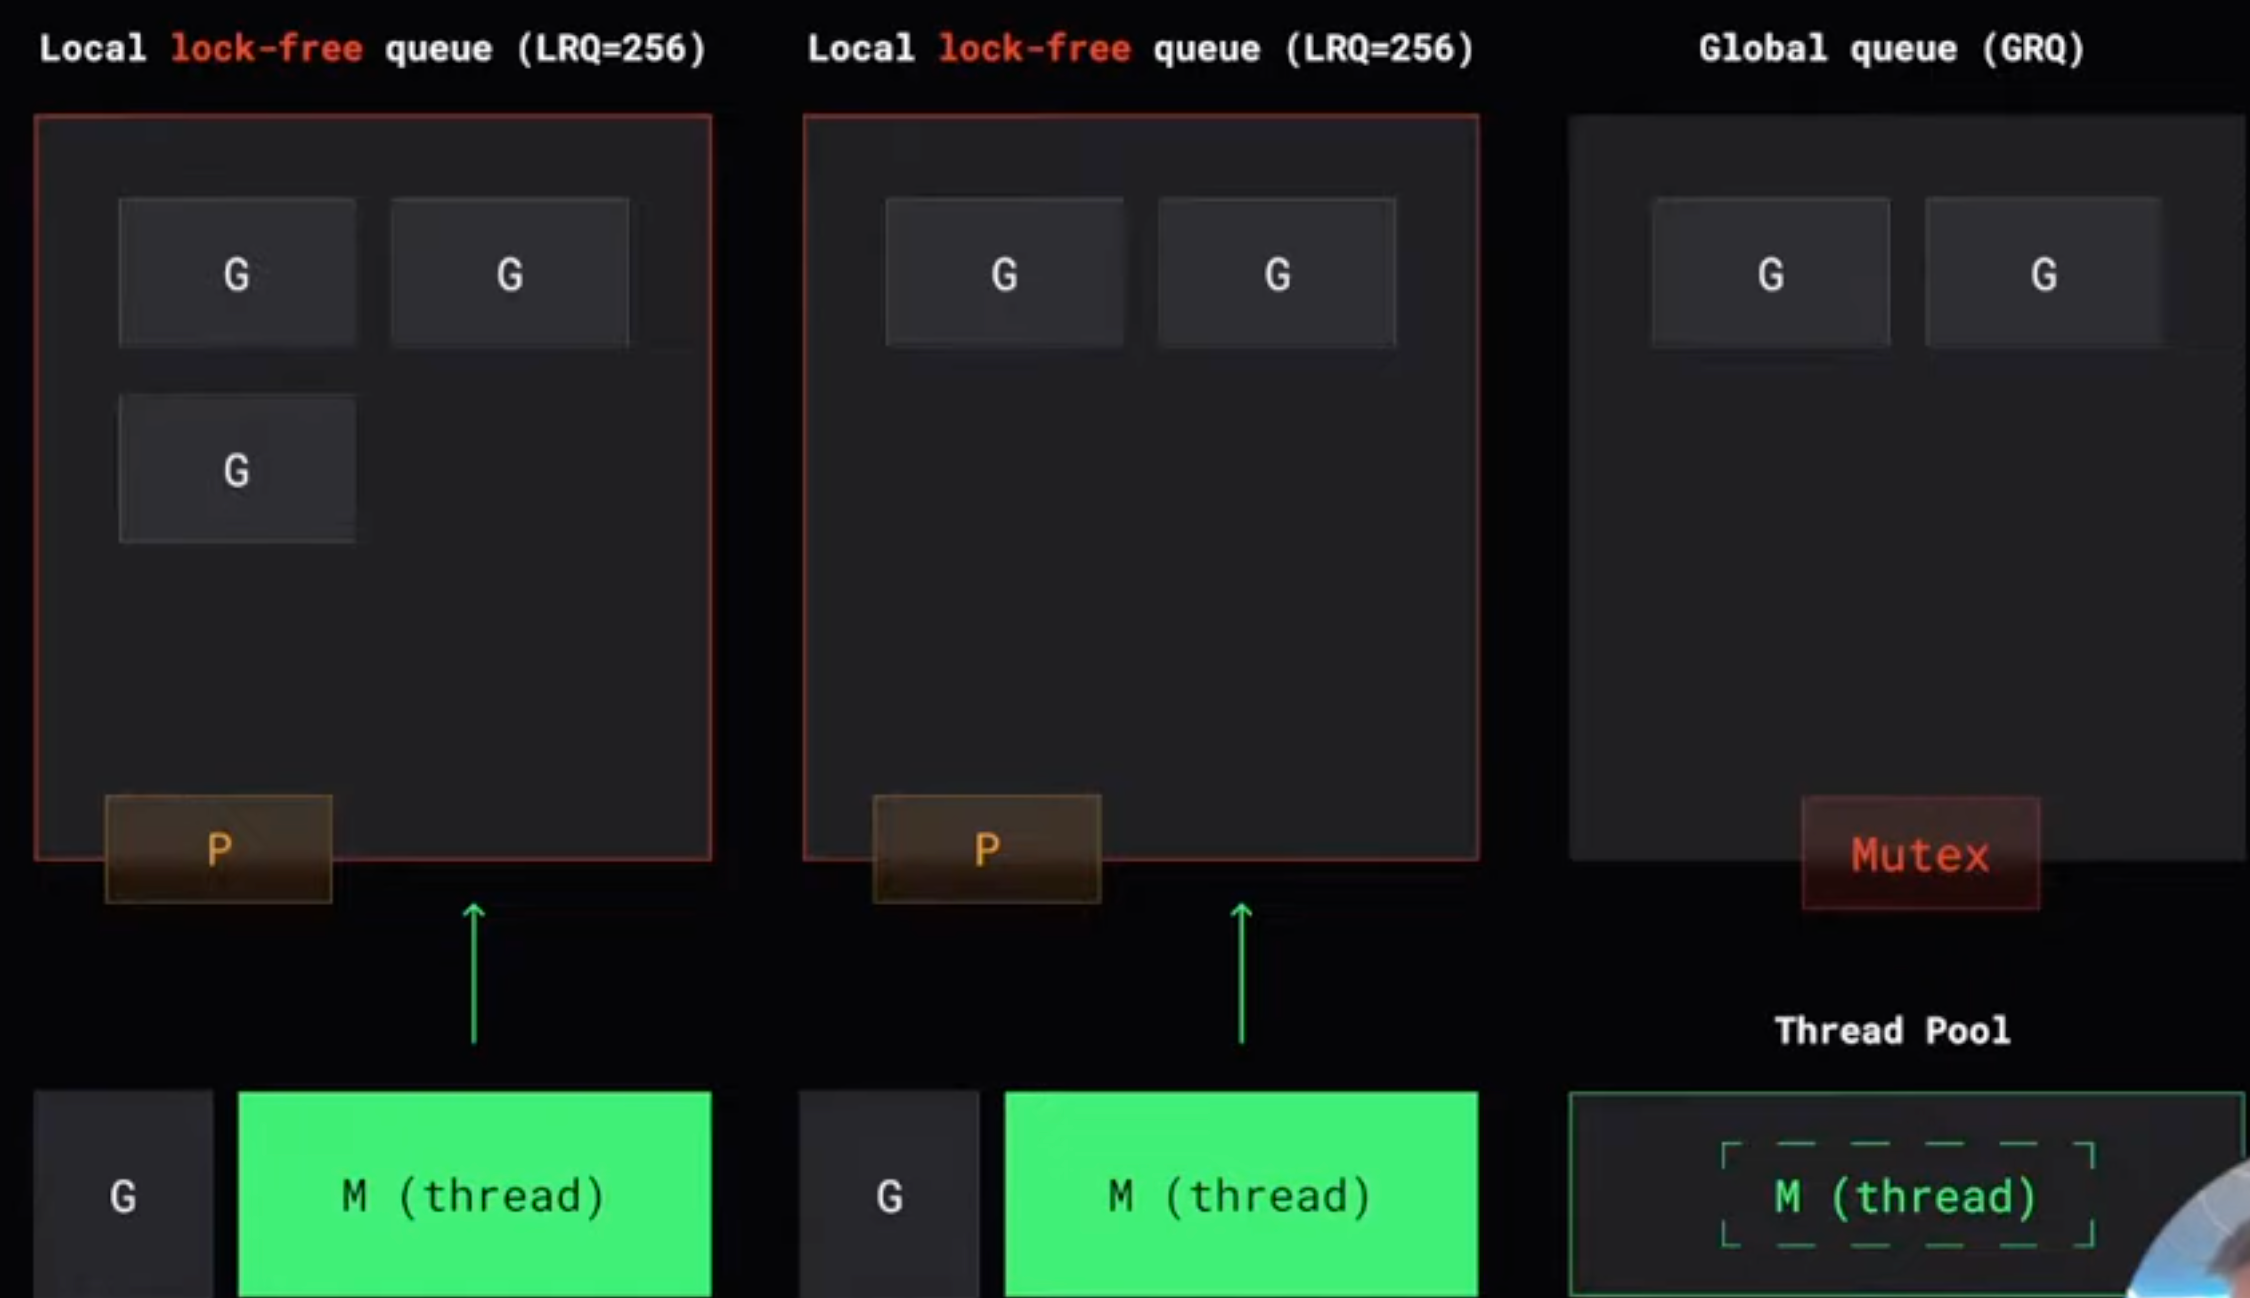 Local lock-free queue (LRQ=256)
Local lock-free queue (LRQ=256)
Global queue (GRQ)
G
G
G
G
G
G
G
P
P
Mutex
Thread Pool
G
M (thread)
G
M (thread)
M (thread)